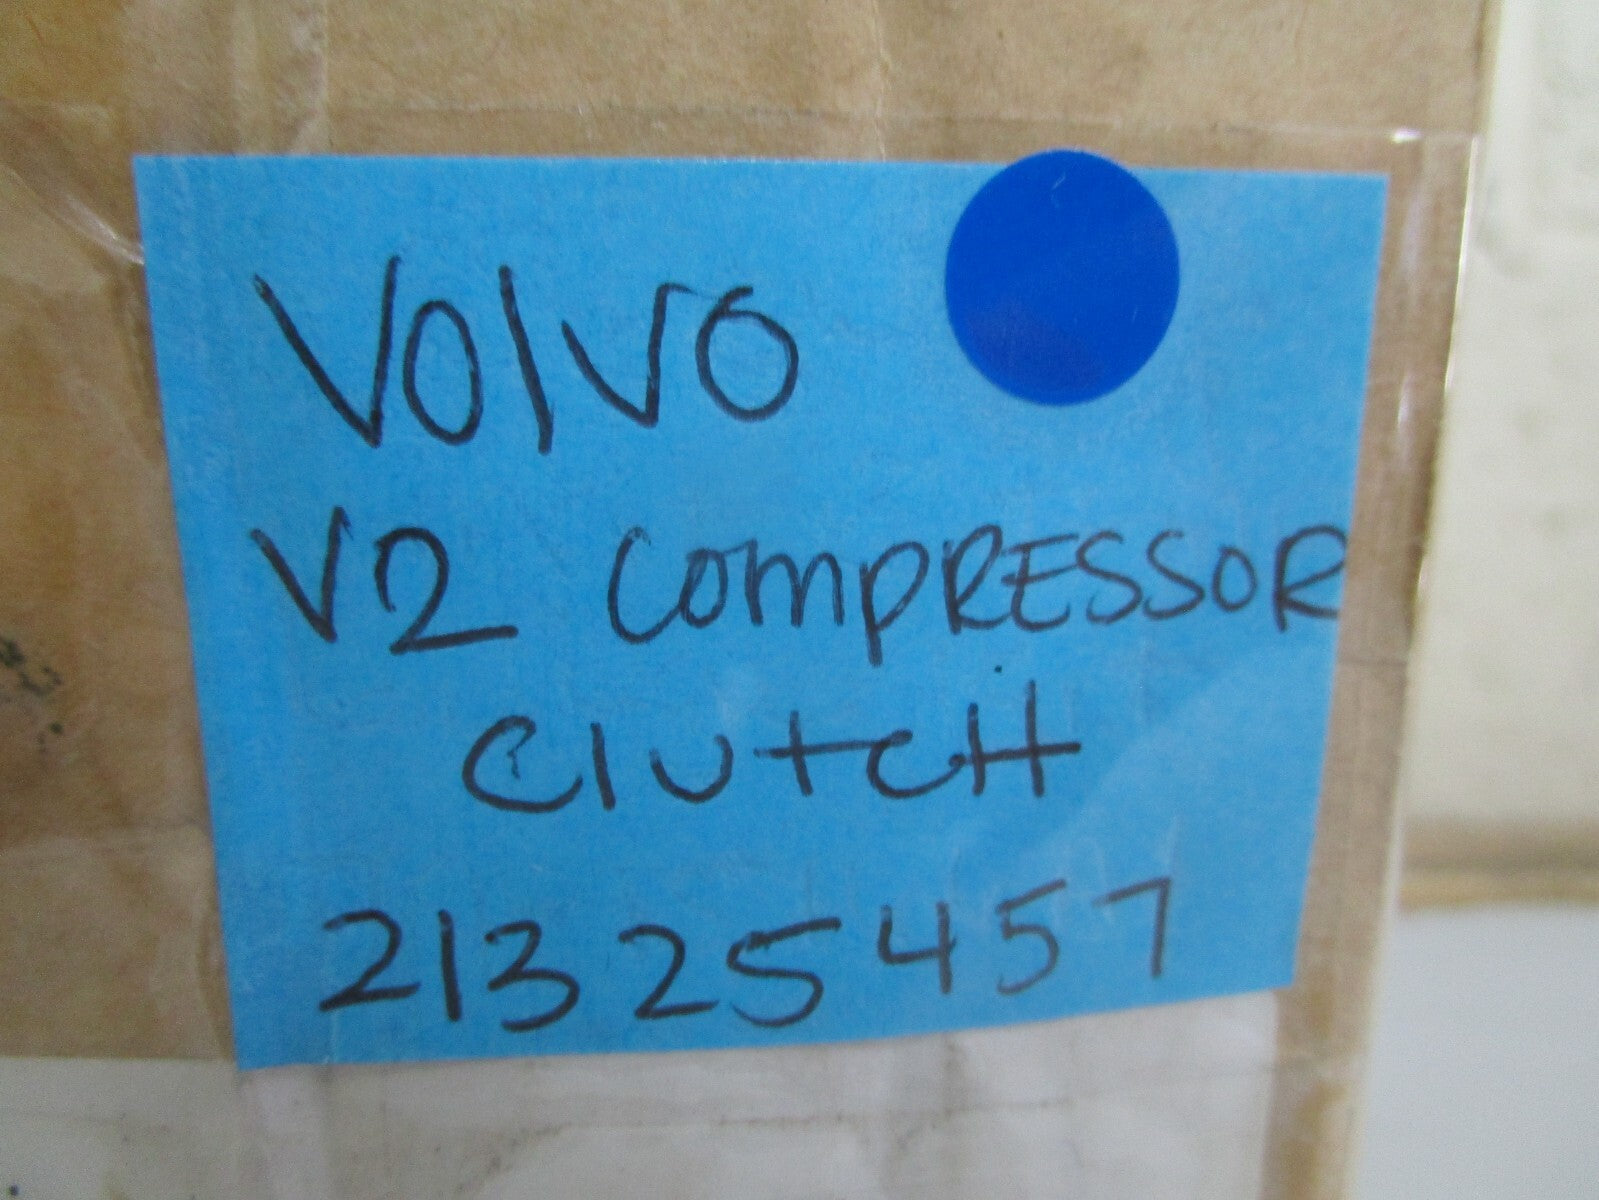 Volvo
V2 COMPRESSOR
ClutcH
21325457